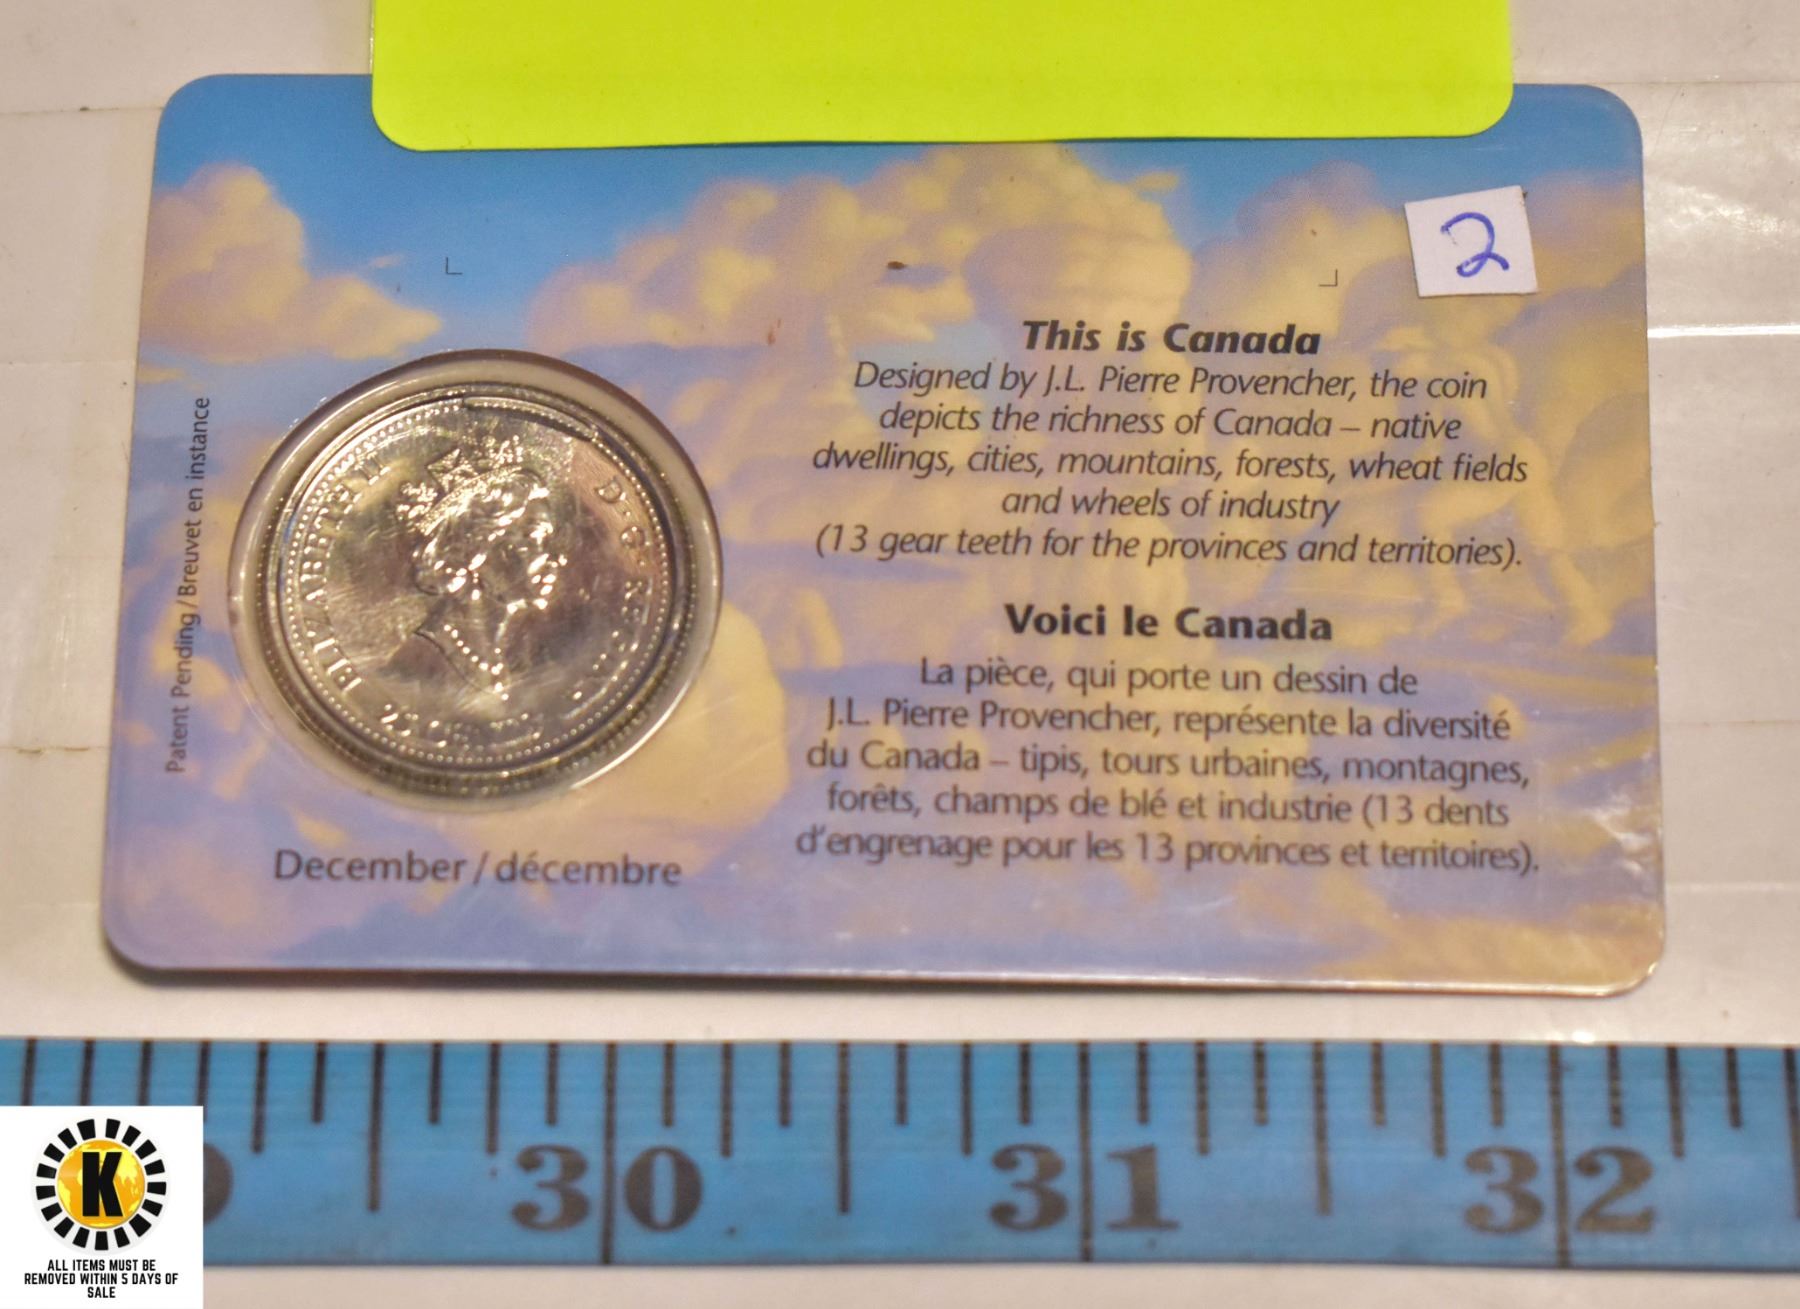 2
This is Canada
Designed by J.L. Pierre Provencher, the coin
depicts the richness of Canada – native
dwellings, cities, mountains, forests, wheat fields
and wheels of industry
(13 gear teeth for the provinces and territories).
Voici le Canada
La pièce, qui porte un dessin de
J.L. Pierre Provencher, représente la diversité
du Canada – tipis, tours urbaines, montagnes,
forêts, champs de blé et industrie (13 dents
d'engrenage pour les 13 provinces et territoires).
Patent Pending / Breuvet en instance
ELIZABETH II D · G ·
December / décembre
30 31 32
K
ALL ITEMS MUST BE
REMOVED WITHIN 5 DAYS OF
SALE